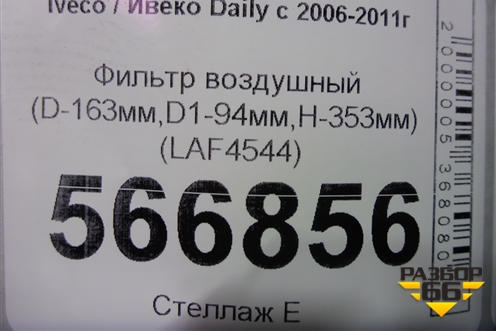 Iveco / Ивеко Daily с 2006-2011г
Фильтр воздушный
(D-163мм,D1-94мм,H-353мм)
(LAF4544)
566856
Стеллаж Е
2000005368080
РАЗБОР
66